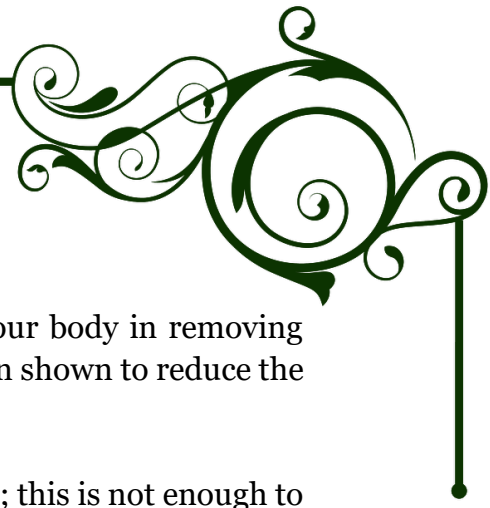 our body in removing
n shown to reduce the
; this is not enough to